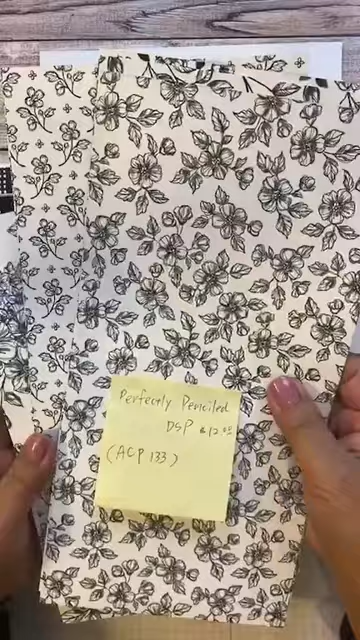 Perfectly Penciled
DSP $12.00
(ACP 133)